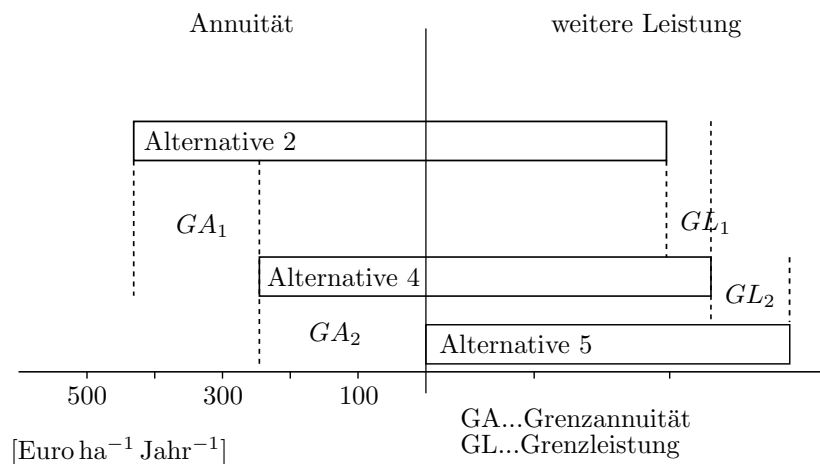 Annuität weitere Leistung
Alternative 2
GA₁ GL₁
Alternative 4 GL₂
GA₂
Alternative 5
500 300 100
GA...Grenzannuität
[Euro ha⁻¹ Jahr⁻¹] GL...Grenzleistung